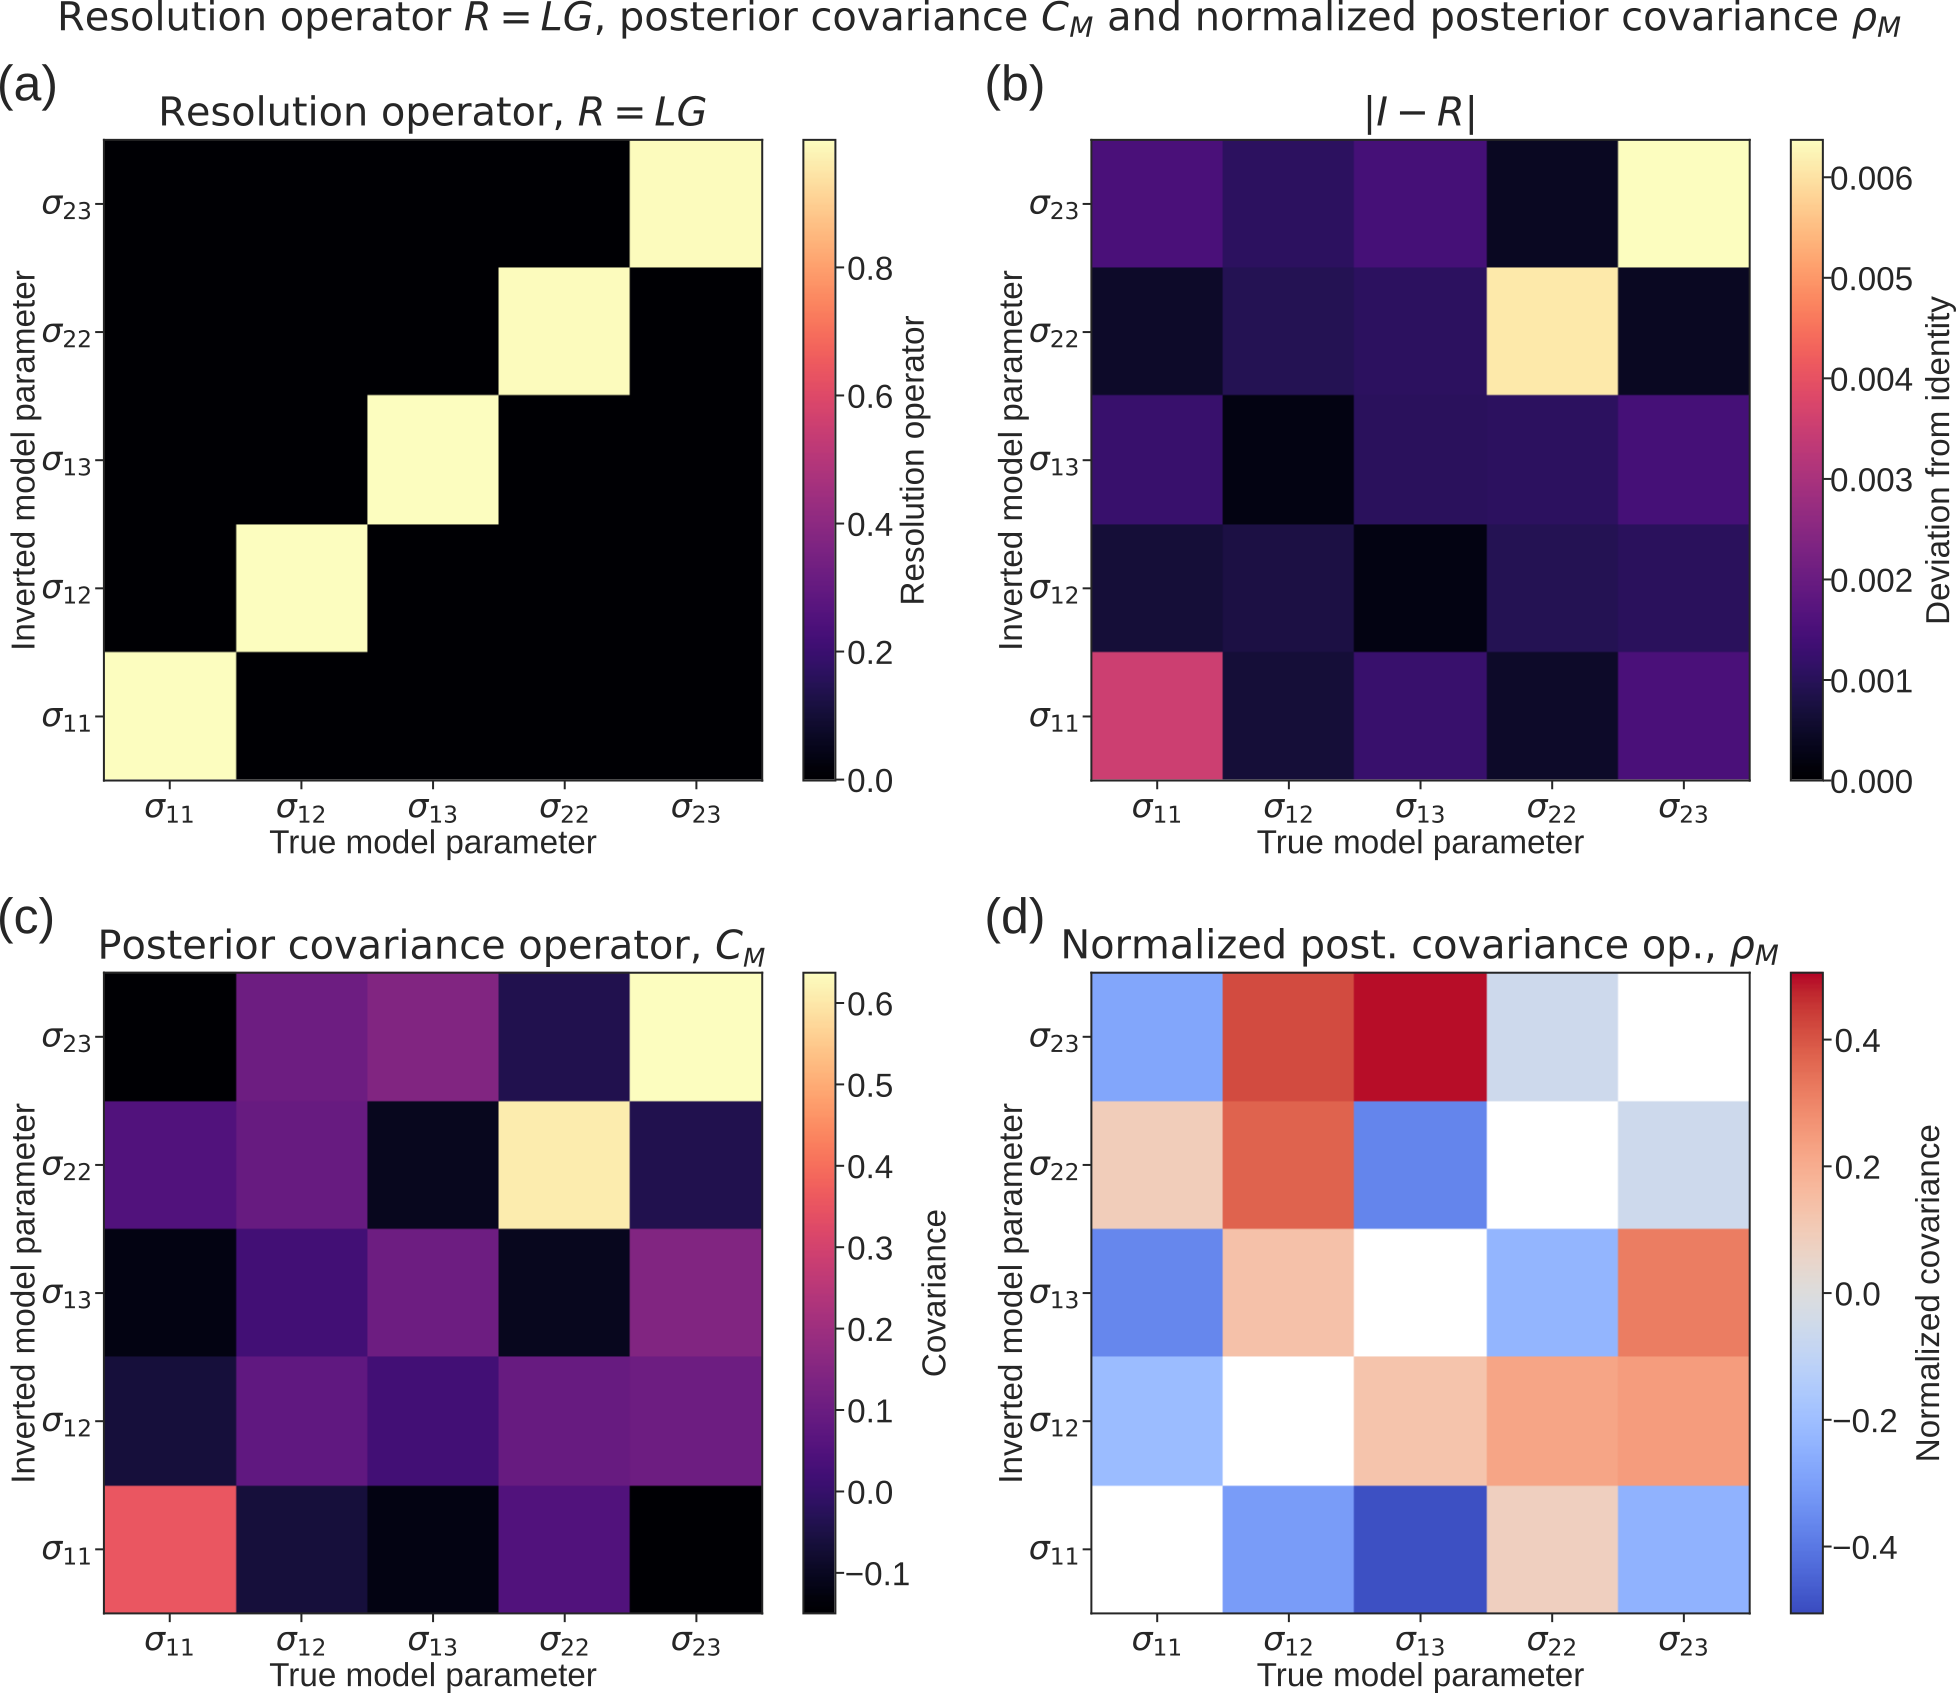 Resolution operator R = LG, posterior covariance C_M and normalized posterior covariance ρ_M
(a)
Resolution operator, R = LG
Inverted model parameter
σ23
σ22
σ13
σ12
σ11
σ11 σ12 σ13 σ22 σ23
True model parameter
0.8
0.6
0.4
0.2
0.0
Resolution operator
(b)
|I − R|
Inverted model parameter
σ23
σ22
σ13
σ12
σ11
σ11 σ12 σ13 σ22 σ23
True model parameter
0.006
0.005
0.004
0.003
0.002
0.001
0.000
Deviation from identity
(c)
Posterior covariance operator, C_M
Inverted model parameter
σ23
σ22
σ13
σ12
σ11
σ11 σ12 σ13 σ22 σ23
True model parameter
0.6
0.5
0.4
0.3
0.2
0.1
0.0
−0.1
Covariance
(d)
Normalized post. covariance op., ρ_M
Inverted model parameter
σ23
σ22
σ13
σ12
σ11
σ11 σ12 σ13 σ22 σ23
True model parameter
0.4
0.2
0.0
−0.2
−0.4
Normalized covariance